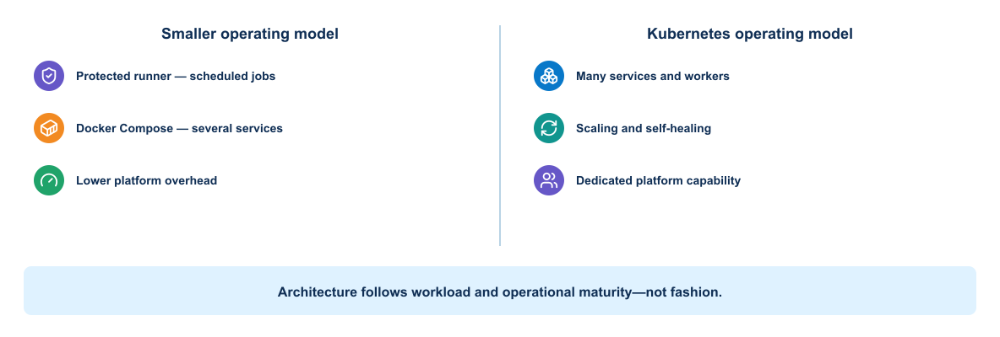 Smaller operating model
Protected runner — scheduled jobs
Docker Compose — several services
Lower platform overhead
Kubernetes operating model
Many services and workers
Scaling and self-healing
Dedicated platform capability
Architecture follows workload and operational maturity—not fashion.